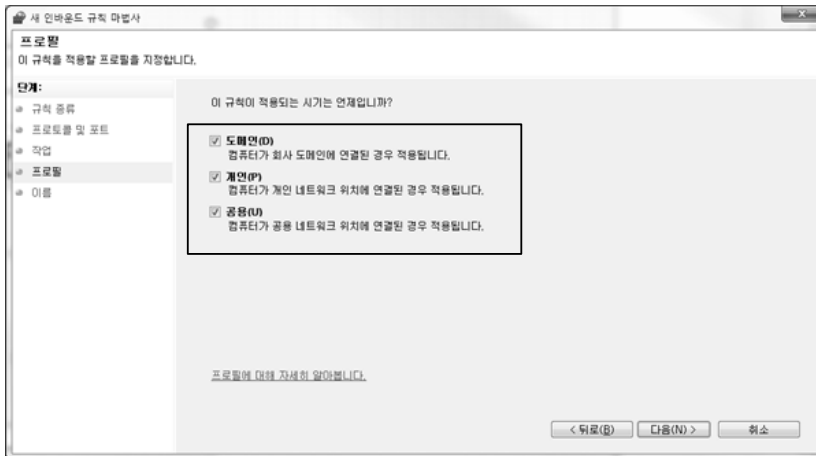 새 인바운드 규칙 마법사
프로필
이 규칙을 적용할 프로필을 지정합니다.
단계:
규칙 종류
프로토콜 및 포트
작업
프로필
이름
이 규칙이 적용되는 시기는 언제입니까?
도메인(D)
컴퓨터가 회사 도메인에 연결된 경우 적용됩니다.
개인(P)
컴퓨터가 개인 네트워크 위치에 연결된 경우 적용됩니다.
공용(U)
컴퓨터가 공용 네트워크 위치에 연결된 경우 적용됩니다.
프로필에 대해 자세히 알아봅니다.
< 뒤로(B) 다음(N) > 취소